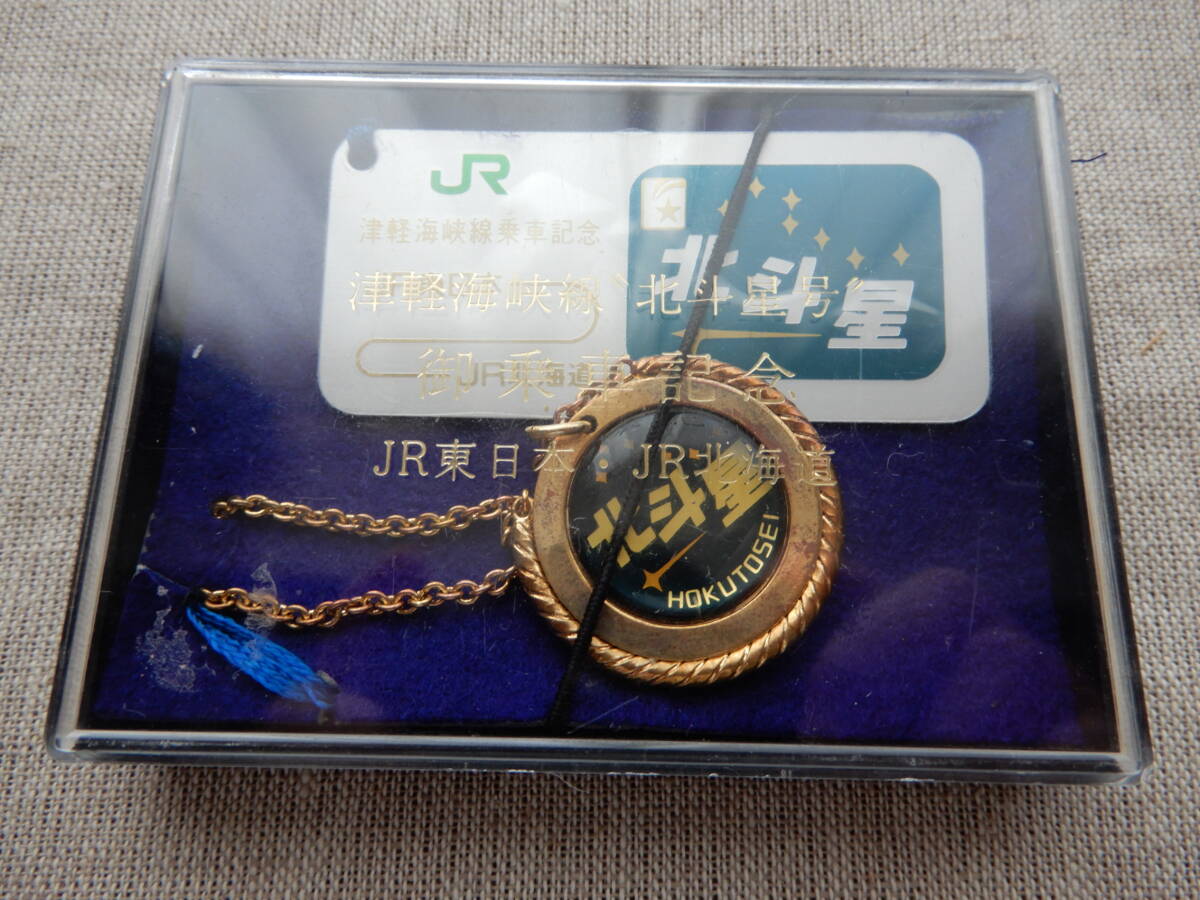 JR
津軽海峡線乗車記念
北斗星
津軽海峡線〝北斗星号〟
御乗車記念
JR北海道
JR東日本・JR北海道
北斗星
HOKUTOSEI